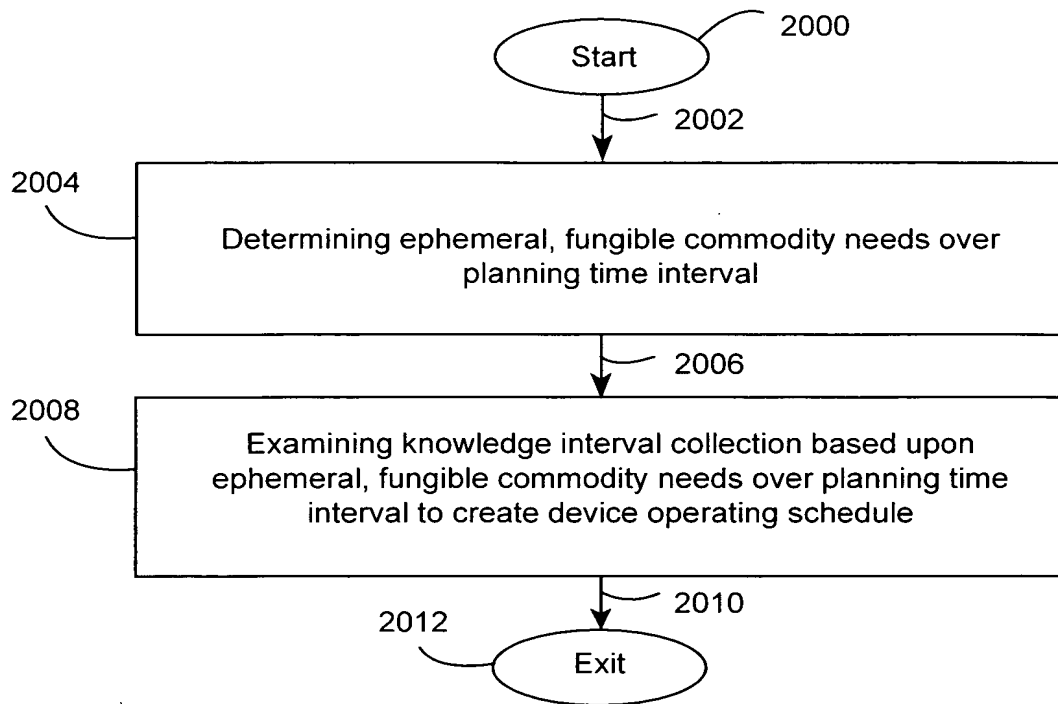 2000
Start
2002
2004
Determining ephemeral, fungible commodity needs over
planning time interval
2006
2008
Examining knowledge interval collection based upon
ephemeral, fungible commodity needs over planning time
interval to create device operating schedule
2010
2012
Exit